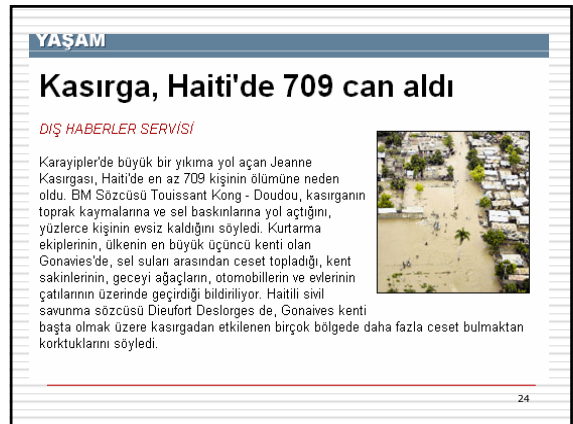 YAŞAM
Kasırga, Haiti'de 709 can aldı
DIŞ HABERLER SERVİSİ
Karayipler'de büyük bir yıkıma yol açan Jeanne
Kasırgası, Haiti'de en az 709 kişinin ölümüne neden
oldu. BM Sözcüsü Touissant Kong - Doudou, kasırganın
toprak kaymalarına ve sel baskınlarına yol açtığını,
yüzlerce kişinin evsiz kaldığını söyledi. Kurtarma
ekiplerinin, ülkenin en büyük üçüncü kenti olan
Gonavies'de, sel suları arasından ceset topladığı, kent
sakinlerinin, geceyi ağaçların, otomobillerin ve evlerinin
çatılarının üzerinde geçirdiği bildiriliyor. Haitili sivil
savunma sözcüsü Dieufort Deslorges de, Gonaives kenti
başta olmak üzere kasırgadan etkilenen birçok bölgede daha fazla ceset bulmaktan
korktuklarını söyledi.
24